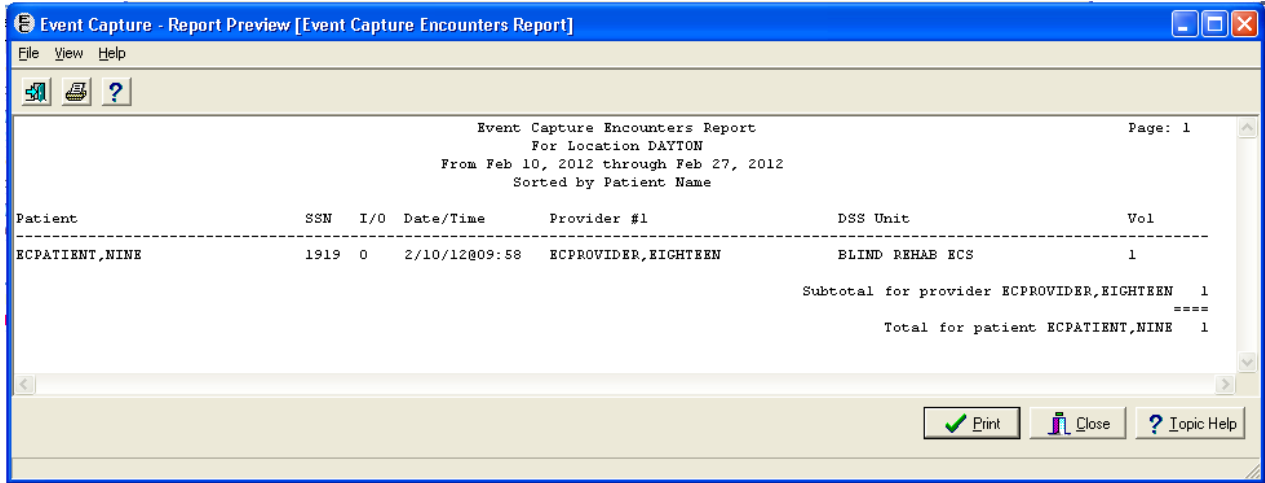 Event Capture - Report Preview [Event Capture Encounters Report]
File View Help
Event Capture Encounters Report Page: 1
For Location DAYTON
From Feb 10, 2012 through Feb 27, 2012
Sorted by Patient Name
Patient SSN I/O Date/Time Provider #1 DSS Unit Vol
ECPATIENT,NINE 1919 O 2/10/12@09:58 ECPROVIDER,EIGHTEEN BLIND REHAB ECS 1
Subtotal for provider ECPROVIDER,EIGHTEEN 1
====
Total for patient ECPATIENT,NINE 1
Print Close ? Topic Help